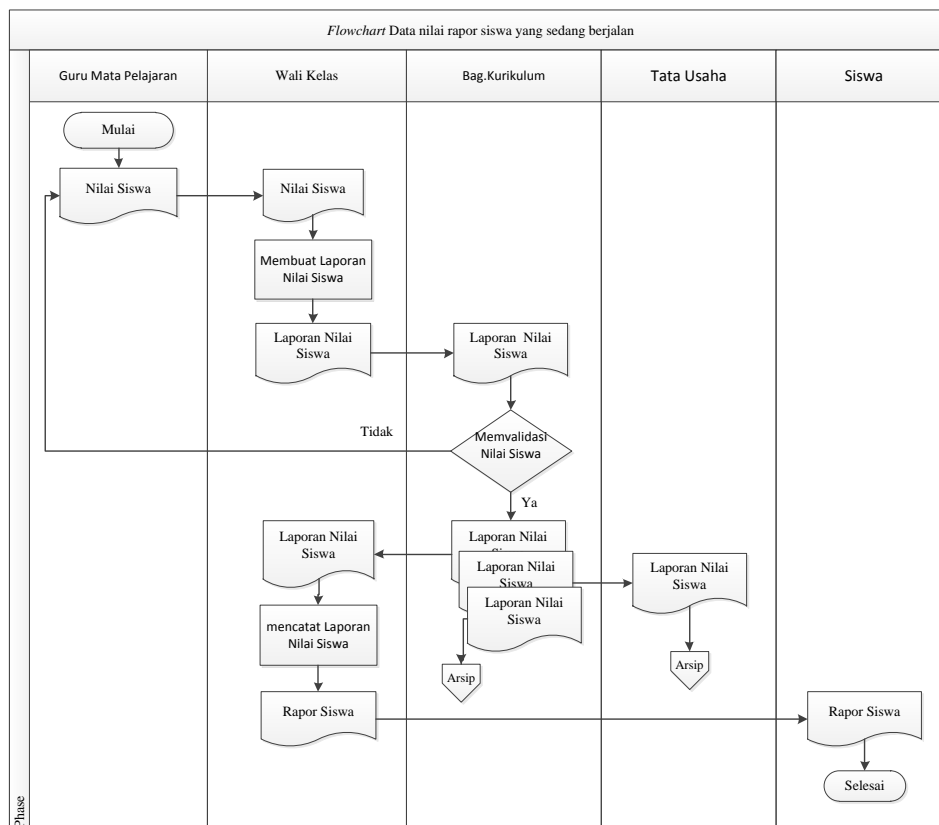 Flowchart Data nilai rapor siswa yang sedang berjalan
Guru Mata Pelajaran
Wali Kelas
Bag.Kurikulum
Tata Usaha
Siswa
Mulai
Nilai Siswa
Nilai Siswa
Membuat Laporan
Nilai Siswa
Laporan Nilai
Siswa
Laporan Nilai
Siswa
Memvalidasi
Nilai Siswa
Tidak
Ya
Laporan Nilai
Siswa
Laporan Nilai
Siswa
Laporan Nilai
Siswa
Laporan Nilai
Siswa
Laporan Nilai
Siswa
mencatat Laporan
Nilai Siswa
Arsip
Arsip
Rapor Siswa
Rapor Siswa
Selesai
Phase